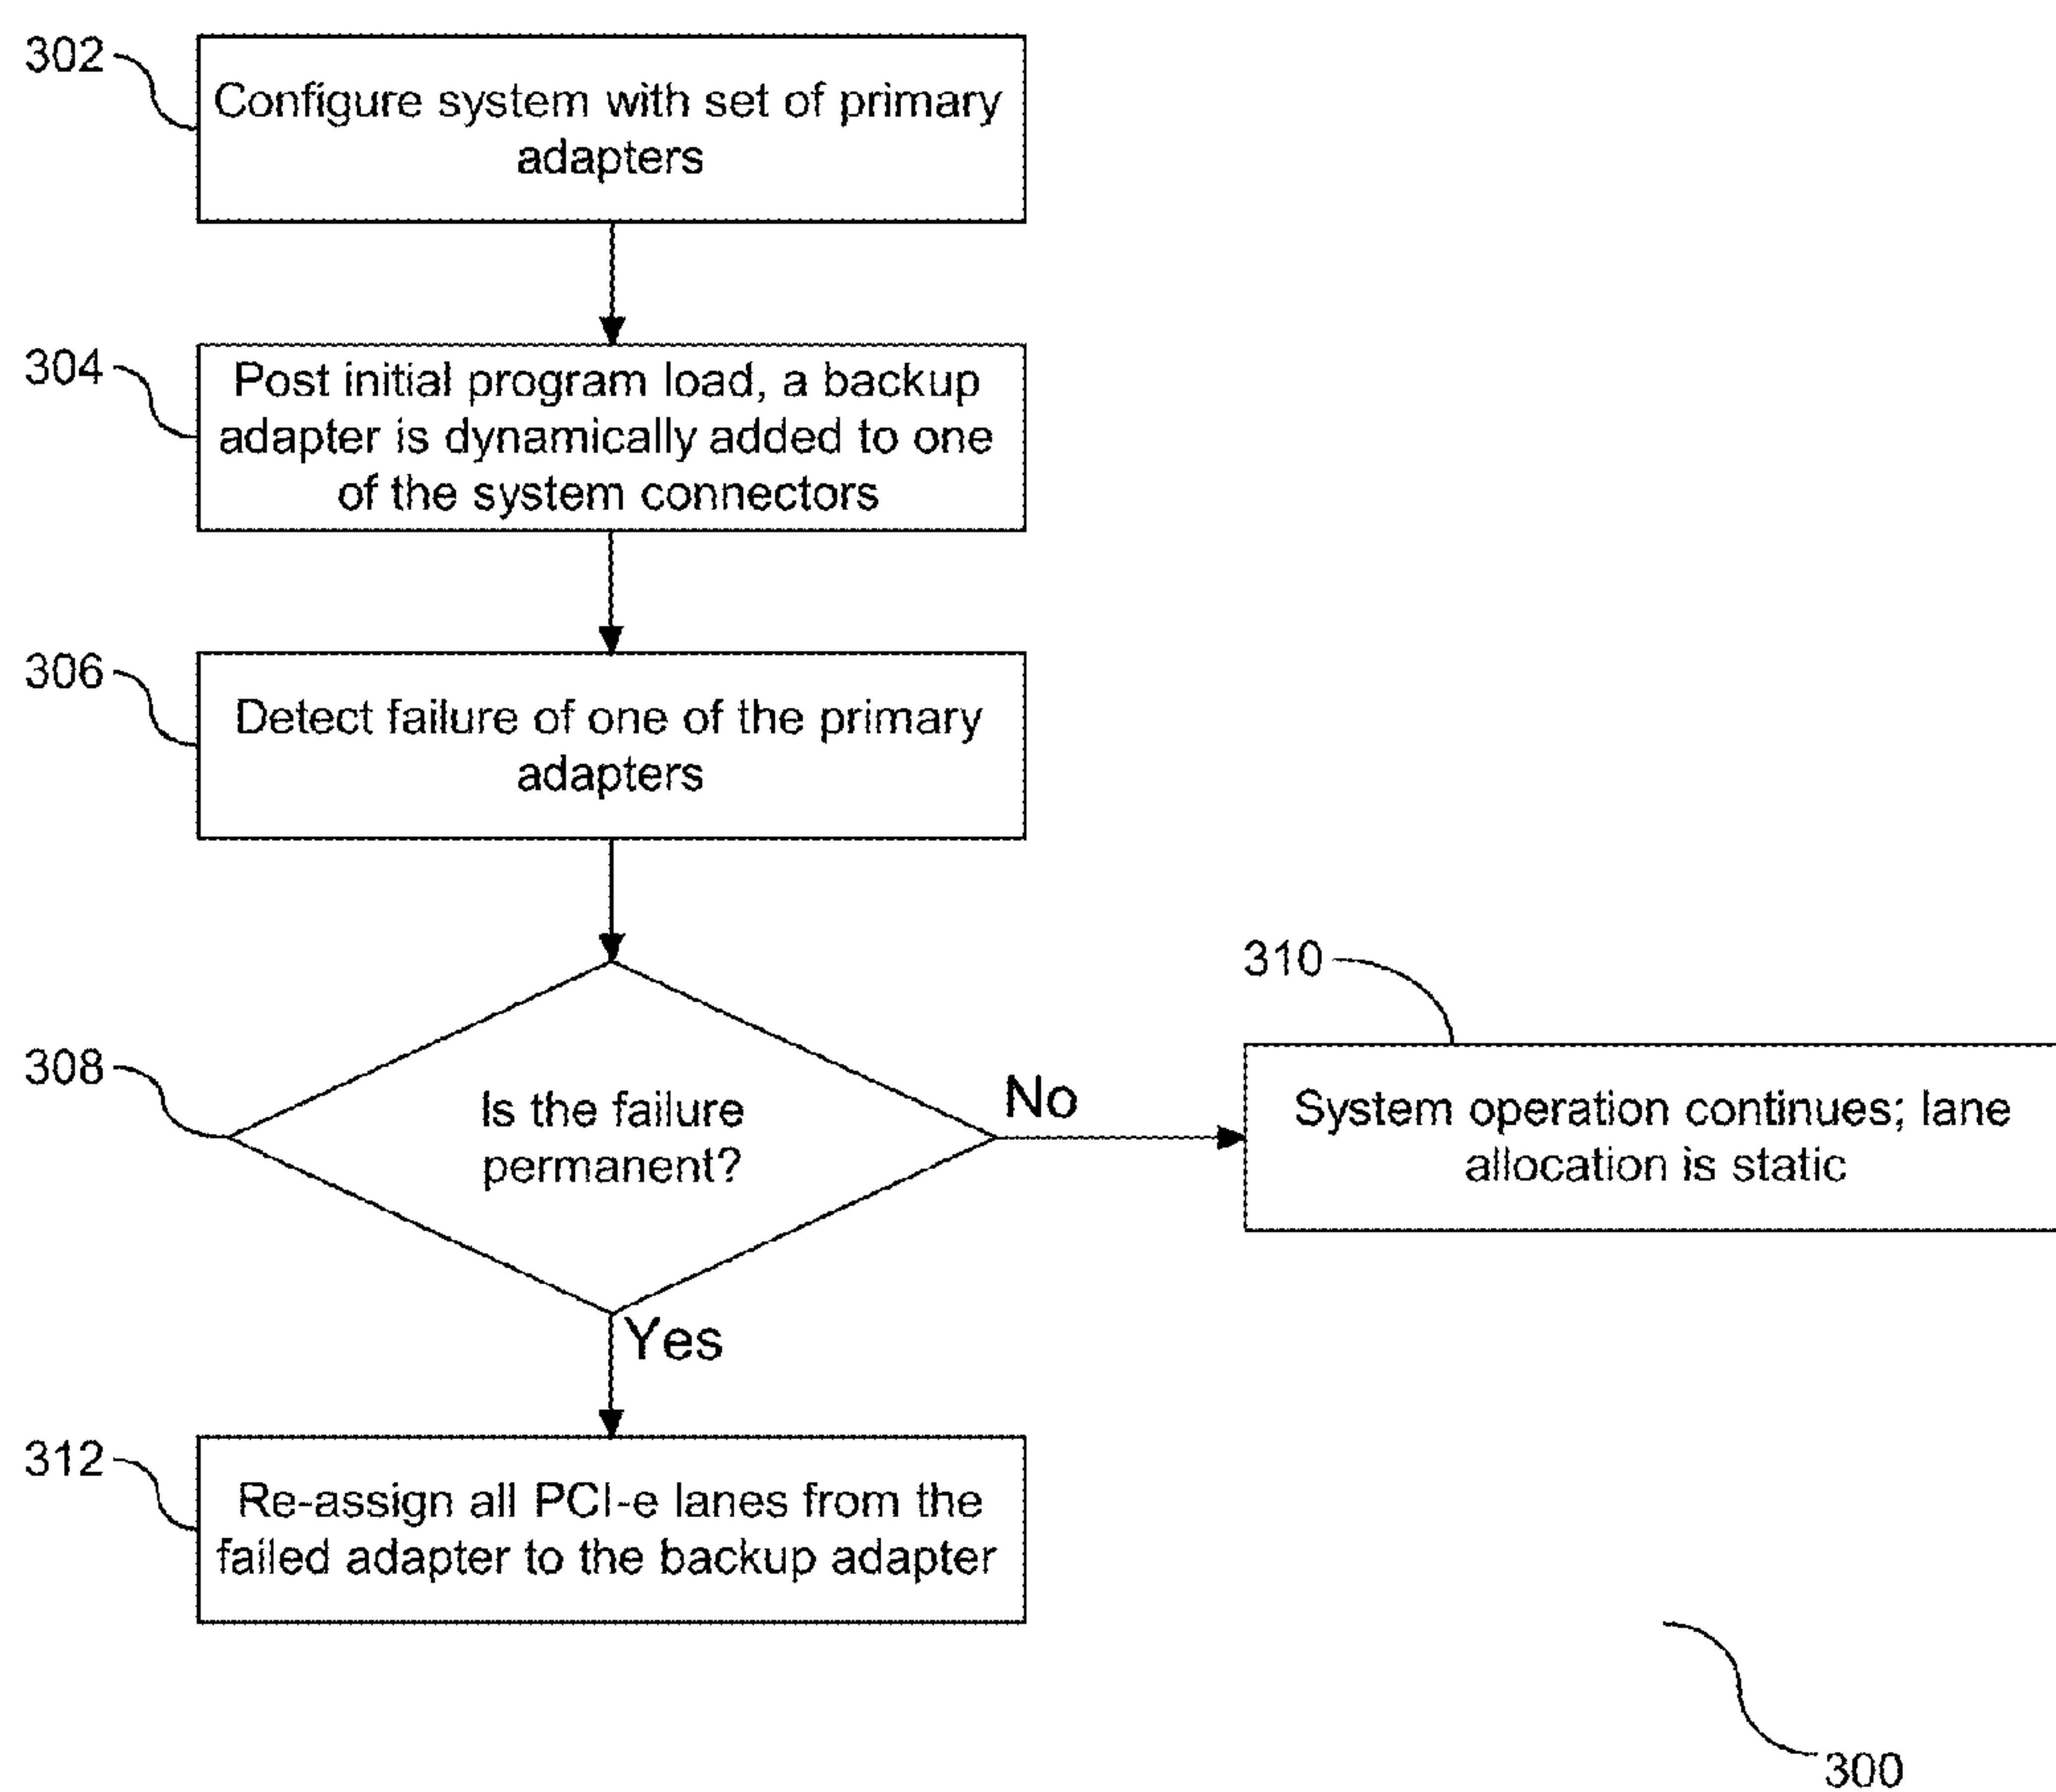 302
Configure system with set of primary
adapters
304
Post initial program load, a backup
adapter is dynamically added to one
of the system connectors
306
Detect failure of one of the primary
adapters
308
Is the failure
permanent?
No
310
System operation continues; lane
allocation is static
Yes
312
Re-assign all PCI-e lanes from the
failed adapter to the backup adapter
300